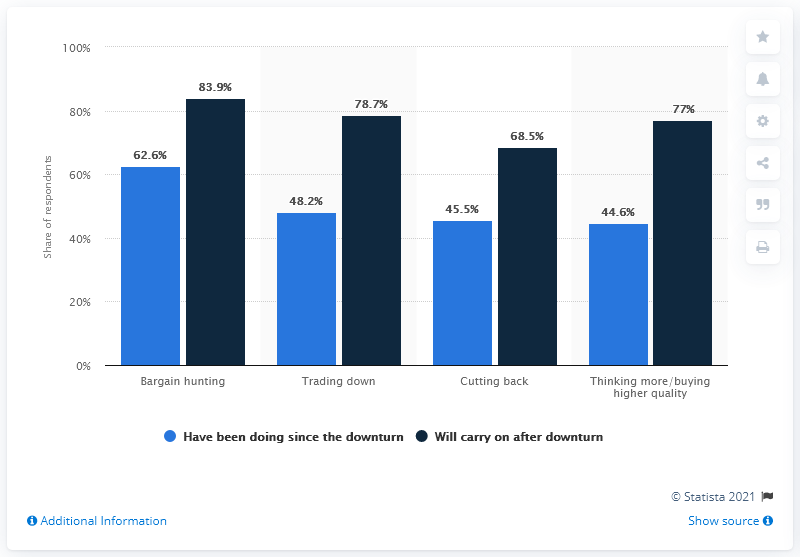 100%
80%
60%
40%
20%
0%
Share of respondents
62.6%
83.9%
48.2%
78.7%
45.5%
68.5%
44.6%
77%
Bargain hunting
Trading down
Cutting back
Thinking more/buying
higher quality
Have been doing since the downturn
Will carry on after downturn
© Statista 2021
Additional Information
Show source